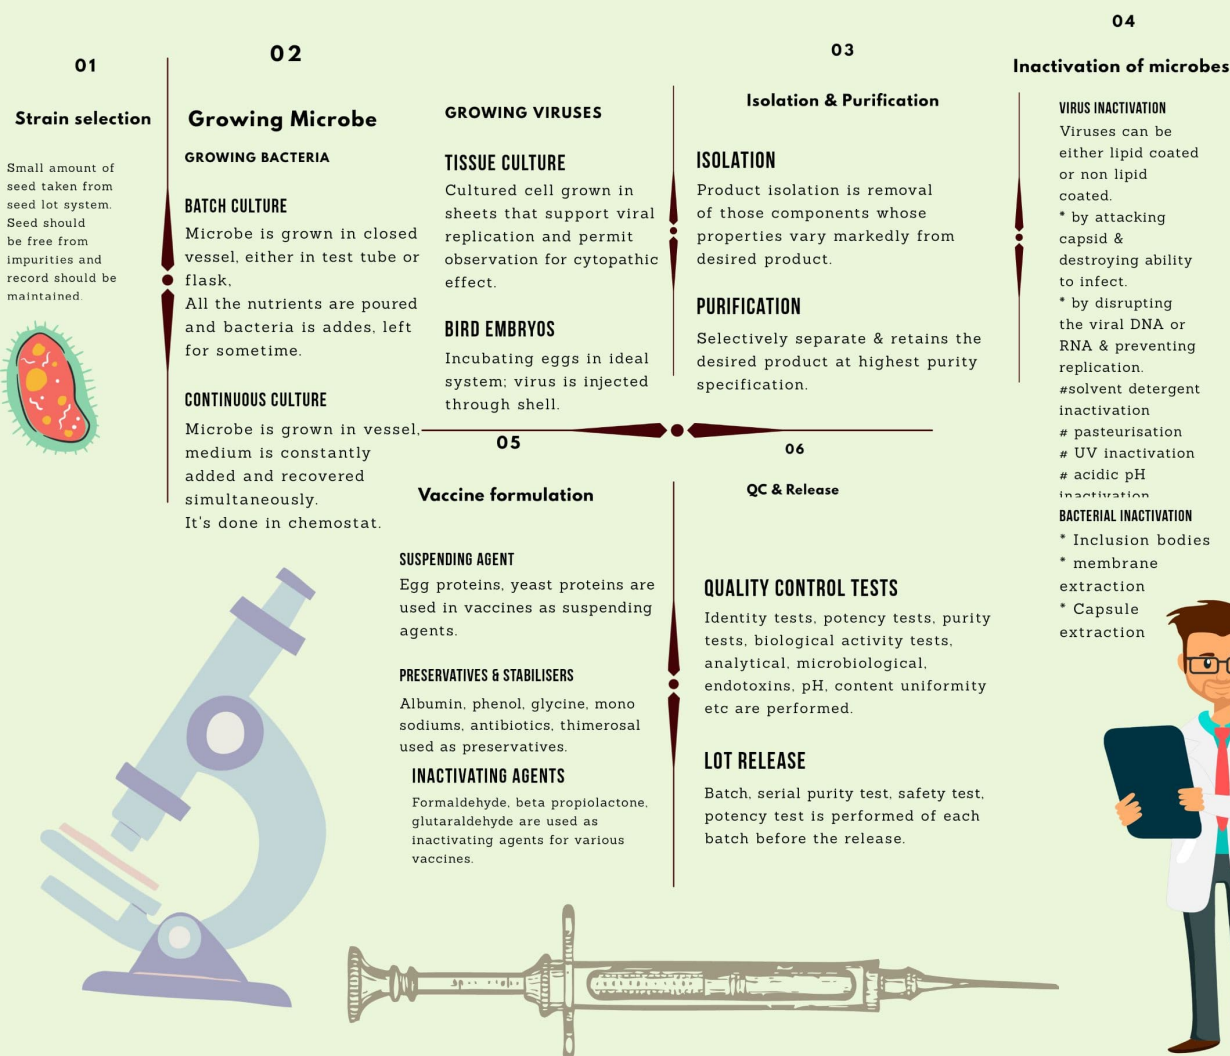 01
Strain selection
Small amount of
seed taken from
seed lot system.
Seed should
be free from
impurities and
record should be
maintained.
02
Growing Microbe
GROWING BACTERIA
BATCH CULTURE
Microbe is grown in closed
vessel, either in test tube or
flask,
All the nutrients are poured
and bacteria is addes, left
for sometime.
CONTINUOUS CULTURE
Microbe is grown in vessel,
medium is constantly
added and recovered
simultaneously.
It's done in chemostat.
GROWING VIRUSES
TISSUE CULTURE
Cultured cell grown in
sheets that support viral
replication and permit
observation for cytopathic
effect.
BIRD EMBRYOS
Incubating eggs in ideal
system; virus is injected
through shell.
03
Isolation & Purification
ISOLATION
Product isolation is removal
of those components whose
properties vary markedly from
desired product.
PURIFICATION
Selectively separate & retains the
desired product at highest purity
specification.
04
Inactivation of microbes
VIRUS INACTIVATION
Viruses can be
either lipid coated
or non lipid
coated.
* by attacking
capsid &
destroying ability
to infect.
* by disrupting
the viral DNA or
RNA & preventing
replication.
#solvent detergent
inactivation
# pasteurisation
# UV inactivation
# acidic pH
inactivation
BACTERIAL INACTIVATION
* Inclusion bodies
* membrane
extraction
* Capsule
extraction
05
Vaccine formulation
SUSPENDING AGENT
Egg proteins, yeast proteins are
used in vaccines as suspending
agents.
PRESERVATIVES & STABILISERS
Albumin, phenol, glycine, mono
sodiums, antibiotics, thimerosal
used as preservatives.
INACTIVATING AGENTS
Formaldehyde, beta propiolactone,
glutaraldehyde are used as
inactivating agents for various
vaccines.
06
QC & Release
QUALITY CONTROL TESTS
Identity tests, potency tests, purity
tests, biological activity tests,
analytical, microbiological,
endotoxins, pH, content uniformity
etc are performed.
LOT RELEASE
Batch, serial purity test, safety test,
potency test is performed of each
batch before the release.